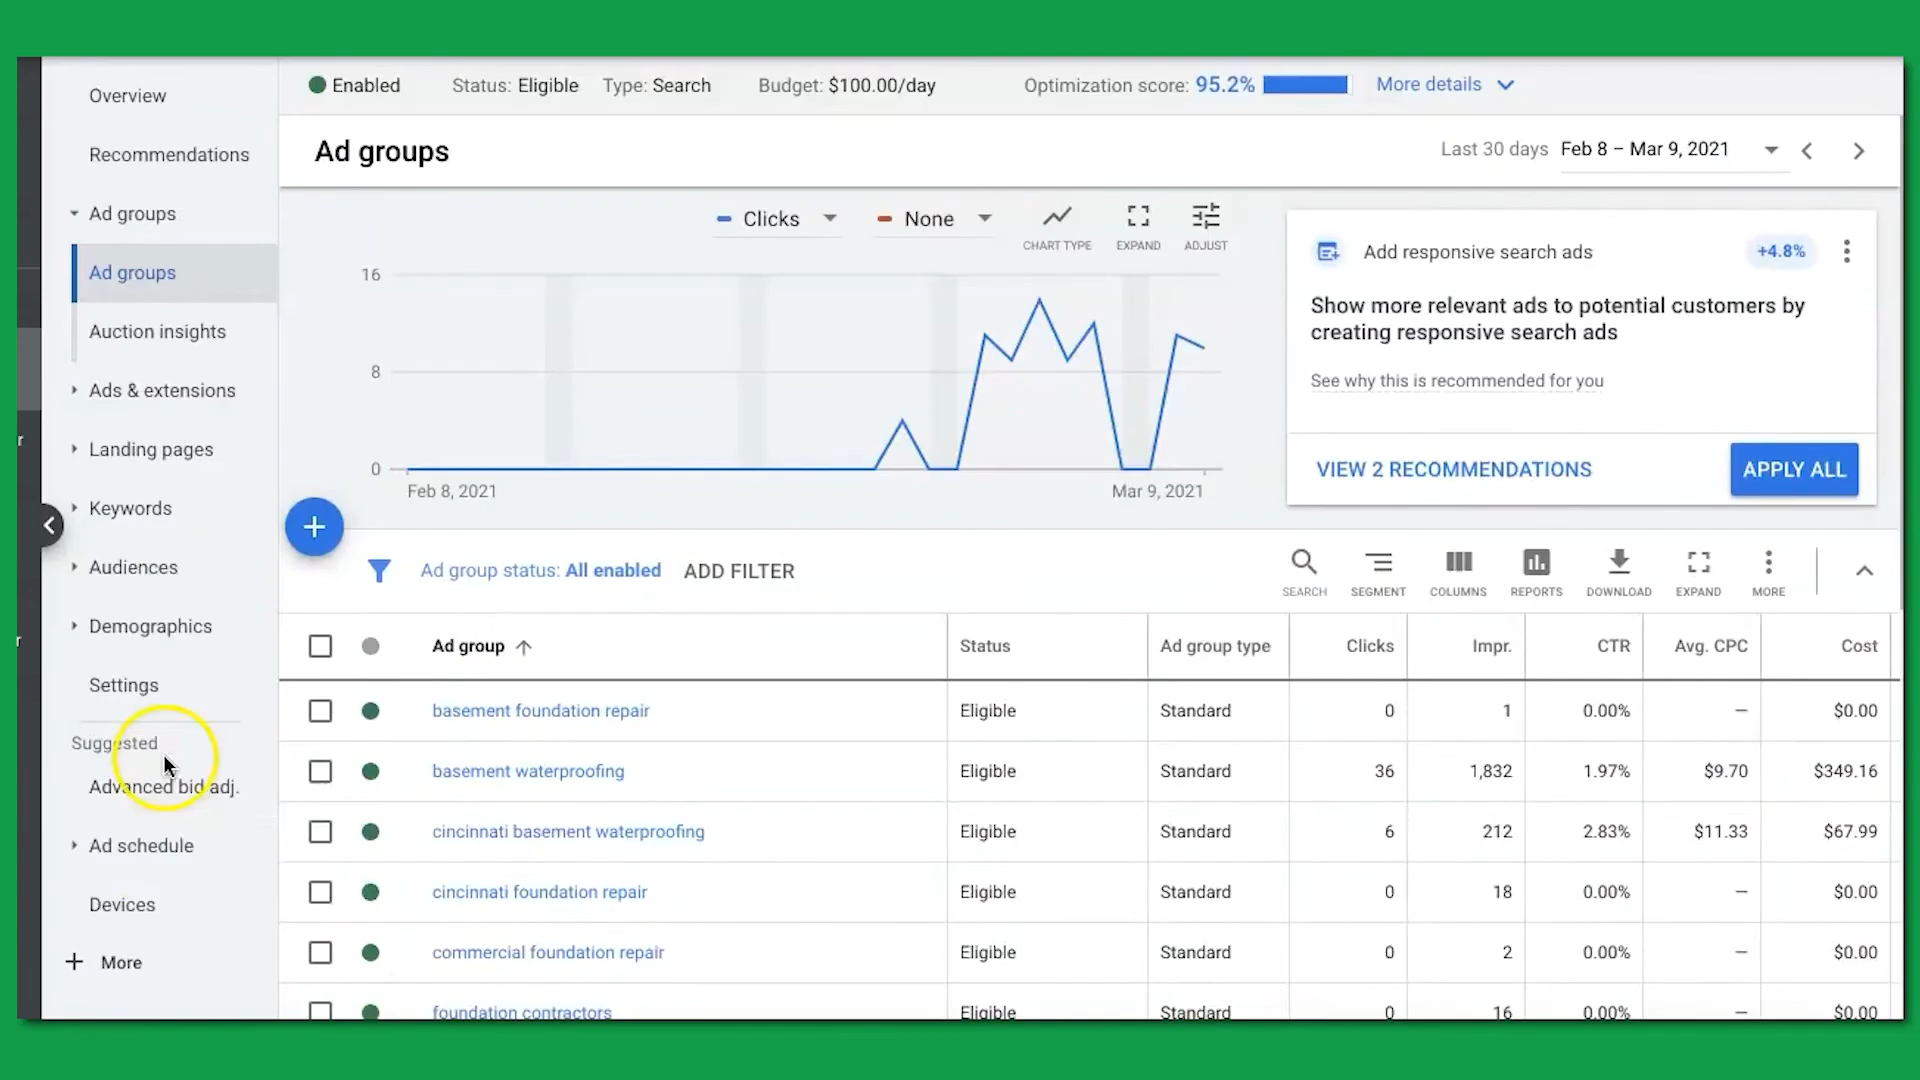 Overview
Recommendations
Ad groups
Ad groups
Auction insights
Ads & extensions
Landing pages
Keywords
Audiences
Demographics
Settings
Suggested
Advanced bid adj.
Ad schedule
Devices
+ More
r
r
Enabled Status: Eligible Type: Search Budget: $100.00/day Optimization score: 95.2% More details
Ad groups Last 30 days Feb 8 – Mar 9, 2021
Clicks None CHART TYPE EXPAND ADJUST
16
8
0
Feb 8, 2021 Mar 9, 2021
Add responsive search ads +4.8%
Show more relevant ads to potential customers by
creating responsive search ads
See why this is recommended for you
VIEW 2 RECOMMENDATIONS APPLY ALL
+
Ad group status: All enabled ADD FILTER SEARCH SEGMENT COLUMNS REPORTS DOWNLOAD EXPAND MORE
Ad group Status Ad group type Clicks Impr. CTR Avg. CPC Cost
basement foundation repair Eligible Standard 0 1 0.00% — $0.00
basement waterproofing Eligible Standard 36 1,832 1.97% $9.70 $349.16
cincinnati basement waterproofing Eligible Standard 6 212 2.83% $11.33 $67.99
cincinnati foundation repair Eligible Standard 0 18 0.00% — $0.00
commercial foundation repair Eligible Standard 0 2 0.00% — $0.00
foundation contractors Eligible Standard 0 16 0.00% — $0.00